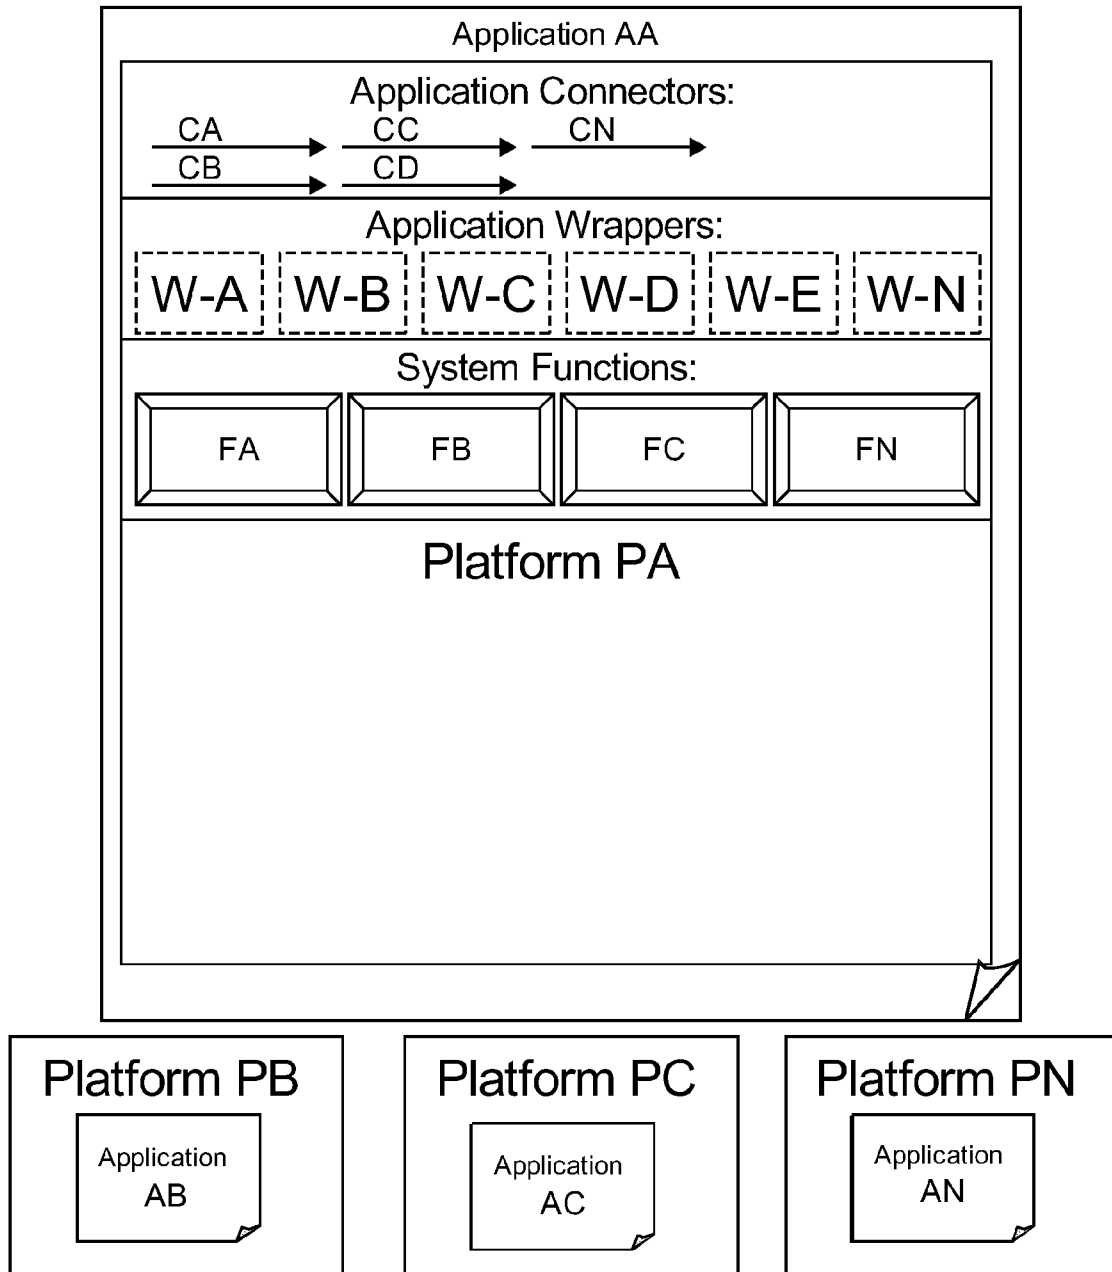 Application AA
Application Connectors:
CA CC CN
CB CD
Application Wrappers:
W-A W-B W-C W-D W-E W-N
System Functions:
FA FB FC FN
Platform PA
Platform PB
Application
AB
Platform PC
Application
AC
Platform PN
Application
AN